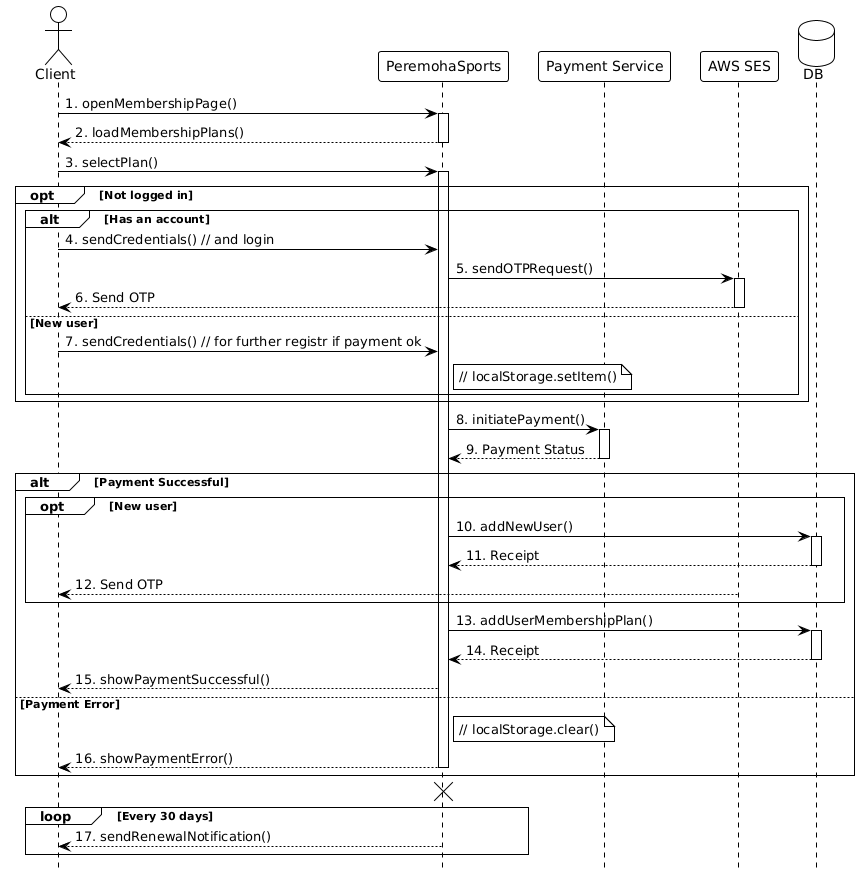 Client
PeremohaSports
Payment Service
AWS SES
DB
1. openMembershipPage()
2. loadMembershipPlans()
3. selectPlan()
opt [Not logged in]
alt [Has an account]
4. sendCredentials() // and login
5. sendOTPRequest()
6. Send OTP
[New user]
7. sendCredentials() // for further registr if payment ok
// localStorage.setItem()
8. initiatePayment()
9. Payment Status
alt [Payment Successful]
opt [New user]
10. addNewUser()
11. Receipt
12. Send OTP
13. addUserMembershipPlan()
14. Receipt
15. showPaymentSuccessful()
[Payment Error]
// localStorage.clear()
16. showPaymentError()
loop [Every 30 days]
17. sendRenewalNotification()